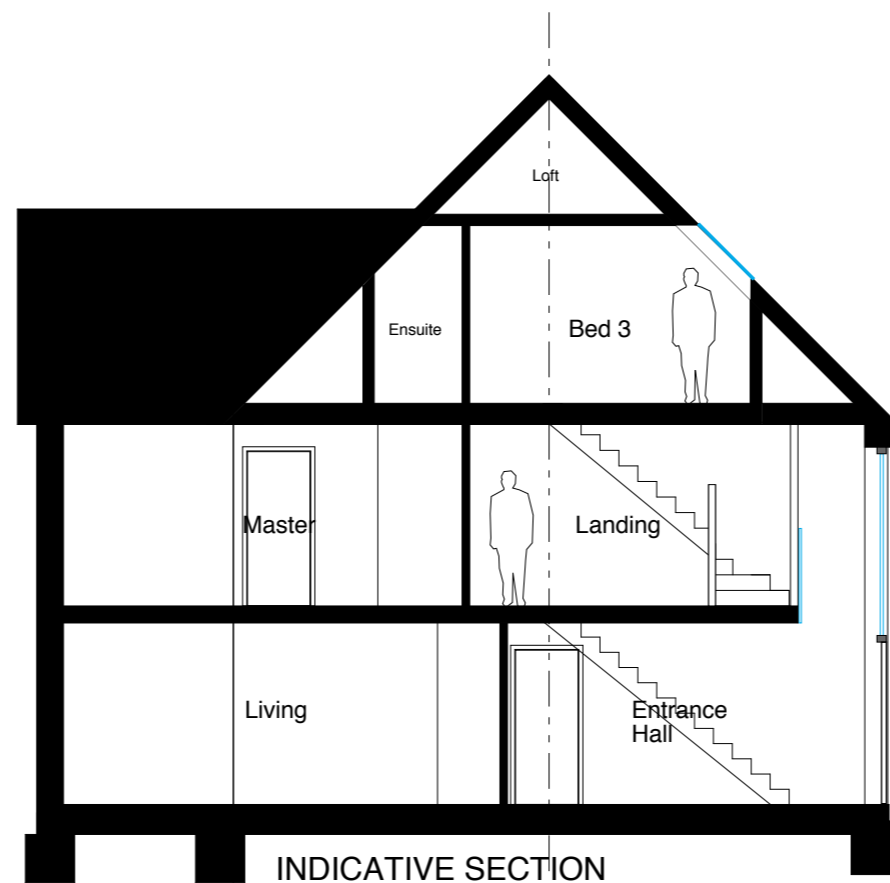 Loft
Ensuite
Bed 3
Master
Landing
Living
Entrance
Hall
INDICATIVE SECTION